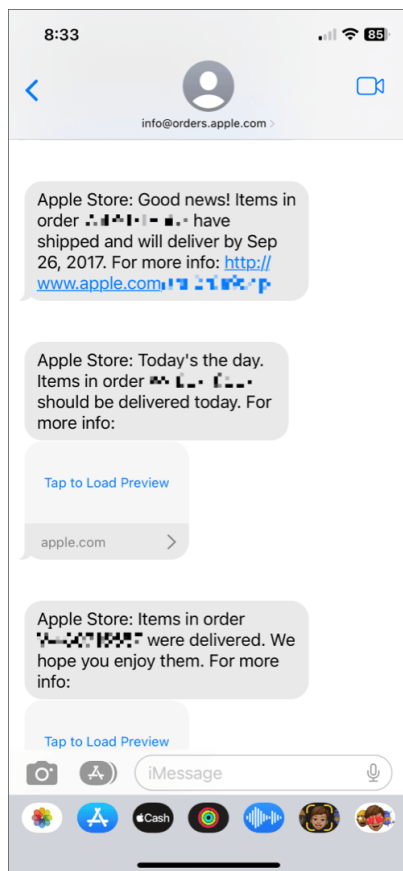 8:33
85
info@orders.apple.com
Apple Store: Good news! Items in
order have
shipped and will deliver by Sep
26, 2017. For more info: http://
www.apple.com
Apple Store: Today's the day.
Items in order
should be delivered today. For
more info:
Tap to Load Preview
apple.com
Apple Store: Items in order
were delivered. We
hope you enjoy them. For more
info:
Tap to Load Preview
iMessage
Cash